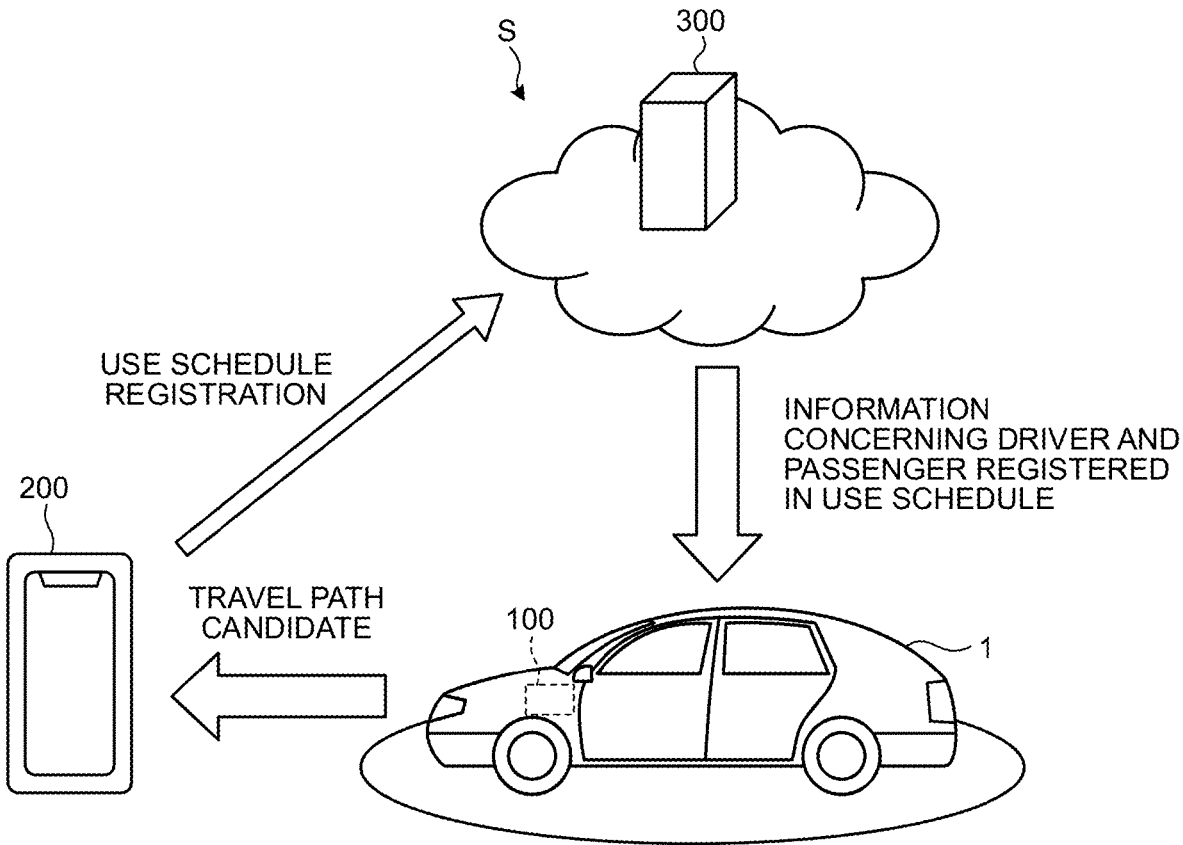 S
300
USE SCHEDULE
REGISTRATION
INFORMATION
CONCERNING DRIVER AND
PASSENGER REGISTERED
IN USE SCHEDULE
200
TRAVEL PATH
CANDIDATE
100
1